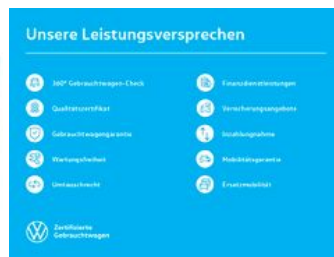 Unsere Leistungsversprechen
360° Gebrauchtwagen-Check
Qualitätszertifikat
Gebrauchtwagengarantie
Wartungsfreiheit
Umtauschrecht
Finanzdienstleistungen
Versicherungsangebote
Inzahlungnahme
Mobilitätsgarantie
Ersatzmobilität
Zertifizierte
Gebrauchtwagen